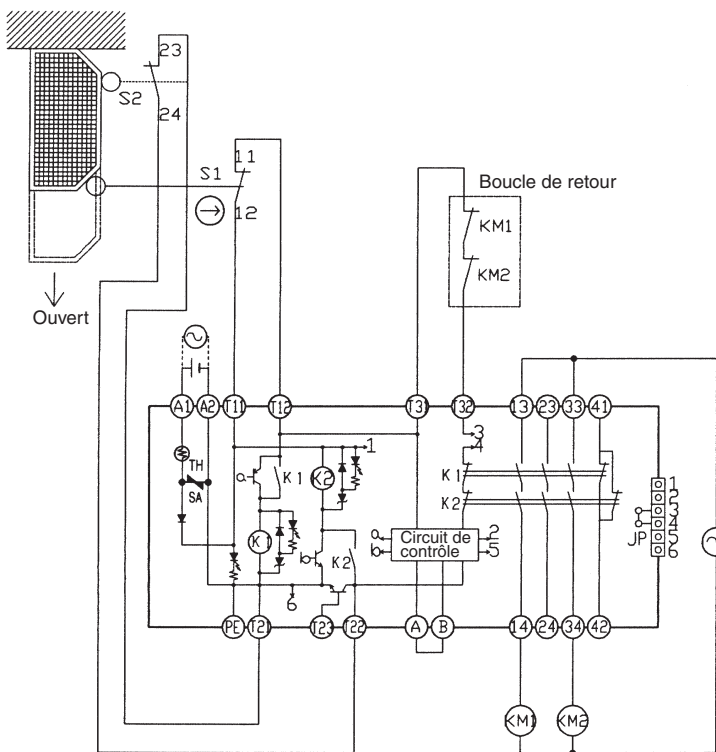 23
S2
24
11
S1
12
Boucle de retour
KM1
KM2
Ouvert
A1 A2 T11 T12 T31 T32 13 23 33 41
1
3
4
TH
SA
a
K1
K2
K1
K2
K1
b
K2
a
b
Circuit de
contrôle
2
5
6
JP
1
2
3
4
5
6
PE T21 T23 T22 A B 14 24 34 42
KM1 KM2